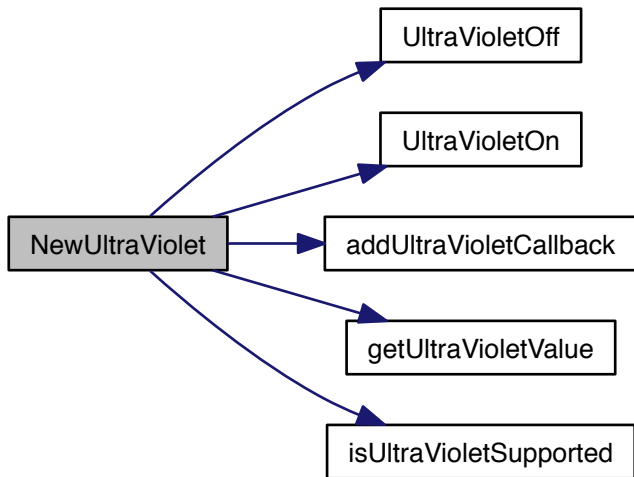 UltraVioletOff
UltraVioletOn
NewUltraViolet
addUltraVioletCallback
getUltraVioletValue
isUltraVioletSupported